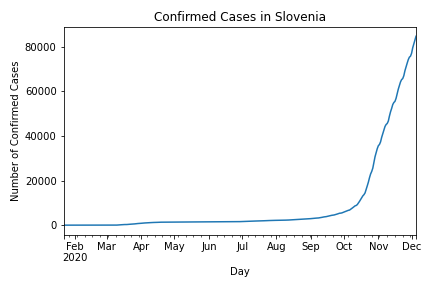 Confirmed Cases in Slovenia
Number of Confirmed Cases
80000
60000
40000
20000
0
Feb Mar Apr May Jun Jul Aug Sep Oct Nov Dec
2020
Day